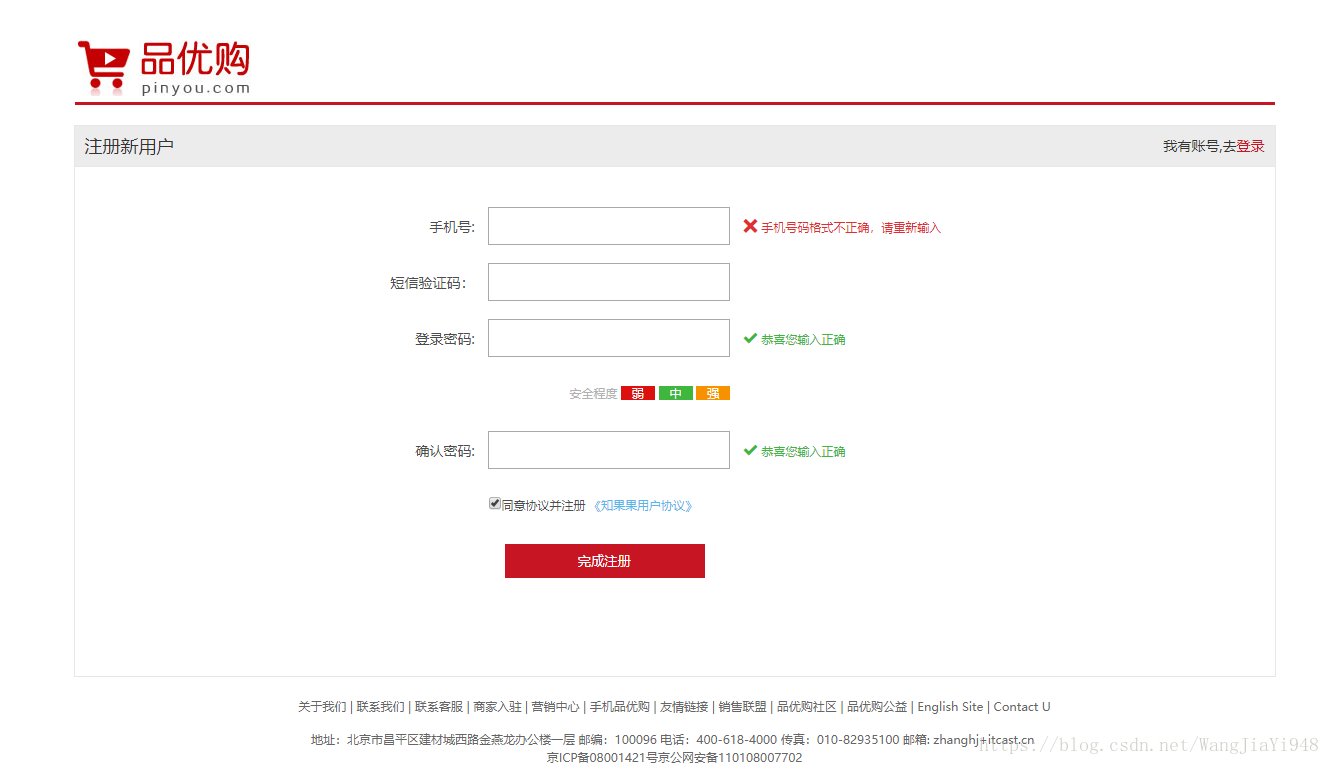 品优购
pinyou.com
注册新用户
我有账号,去登录
手机号:
手机号码格式不正确，请重新输入
短信验证码：
登录密码:
恭喜您输入正确
安全程度 弱 中 强
确认密码:
恭喜您输入正确
同意协议并注册 《知果果用户协议》
完成注册
关于我们 | 联系我们 | 联系客服 | 商家入驻 | 营销中心 | 手机品优购 | 友情链接 | 销售联盟 | 品优购社区 | 品优购公益 | English Site | Contact U
地址：北京市昌平区建材城西路金燕龙办公楼一层 邮编：100096 电话：400-618-4000 传真：010-82935100 邮箱: zhanghj+itcast.cn
https://blog.csdn.net/WangJiaYi948
京ICP备08001421号京公网安备110108007702